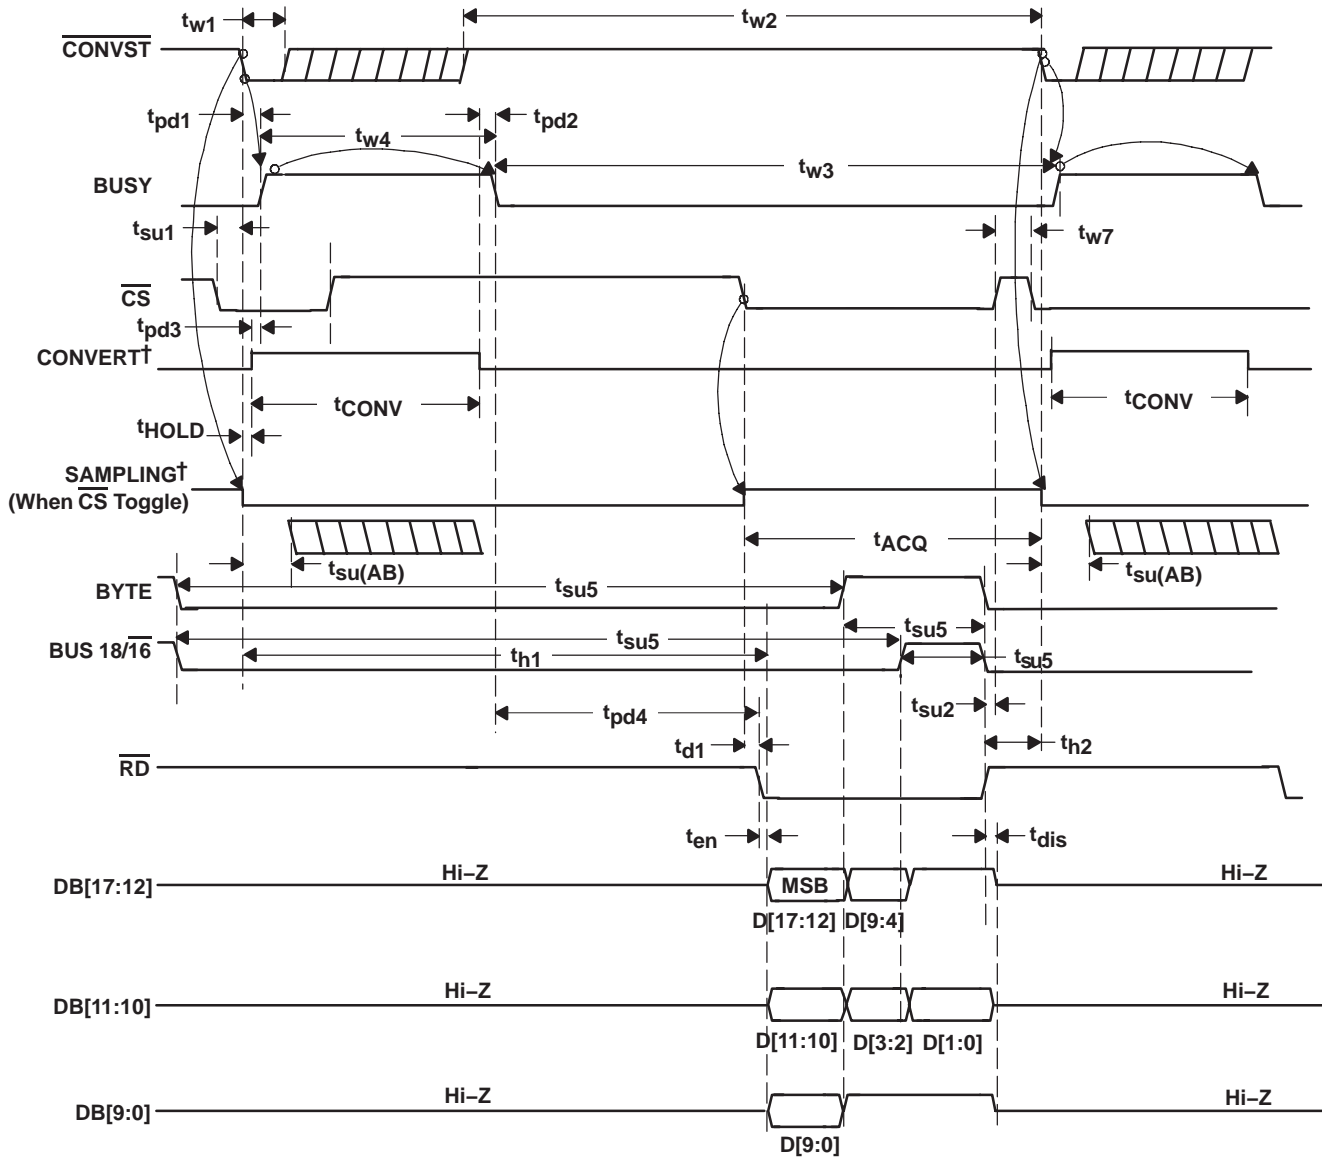 tw1
tw2
CONVST
tpd1
tw4
tpd2
tw3
BUSY
tsu1
tw7
CS
tpd3
CONVERT†
tCONV
tCONV
tHOLD
SAMPLING†
(When CS Toggle)
tACQ
tsu(AB)
tsu(AB)
BYTE
tsu5
tsu5
BUS 18/16
tsu5
tsu5
th1
tpd4
tsu2
td1
th2
RD
ten
tdis
Hi–Z
Hi–Z
DB[17:12]
MSB
D[17:12]
D[9:4]
Hi–Z
Hi–Z
DB[11:10]
D[11:10]
D[3:2]
D[1:0]
Hi–Z
Hi–Z
DB[9:0]
D[9:0]